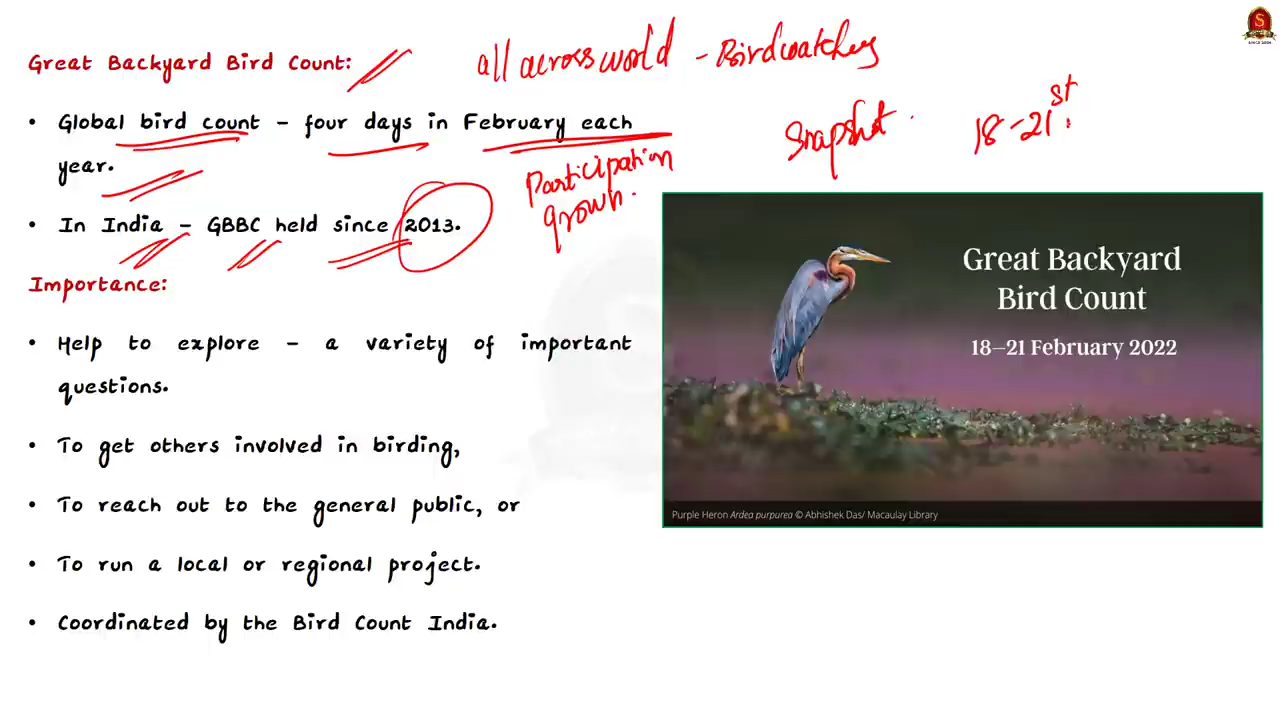 Great Backyard Bird Count:
all across world - Birdwatchers
• Global bird count - four days in February each
year.
Snapshot.
18-21st.
Participation
grown.
• In India - GBBC held since 2013.
Importance:
• Help to explore - a variety of important
questions.
• To get others involved in birding,
• To reach out to the general public, or
• To run a local or regional project.
• Coordinated by the Bird Count India.
Great Backyard
Bird Count
18–21 February 2022
Purple Heron Ardea purpurea © Abhishek Das/ Macaulay Library